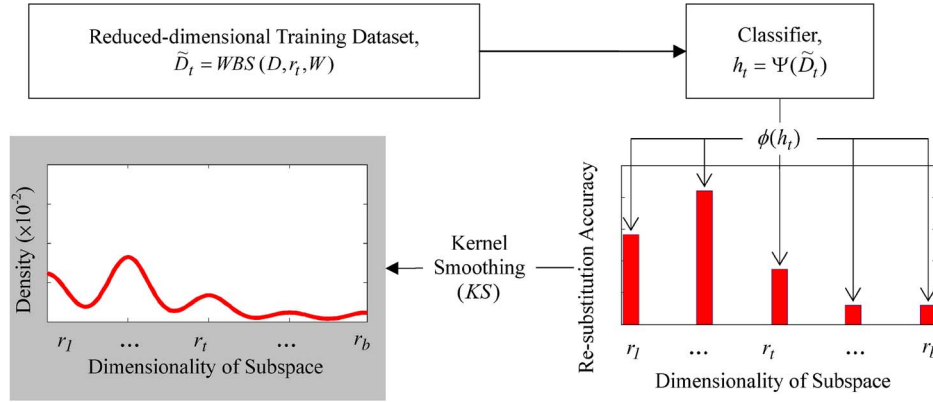 Reduced-dimensional Training Dataset,
D̃t = WBS (D, rt, W)
Classifier,
ht = Ψ(D̃t)
ϕ(ht)
Density (×10⁻²)
r1 ... rt ... rb
Dimensionality of Subspace
Kernel
Smoothing
(KS)
Re-substitution Accuracy
r1 ... rt ... r
Dimensionality of Subspace